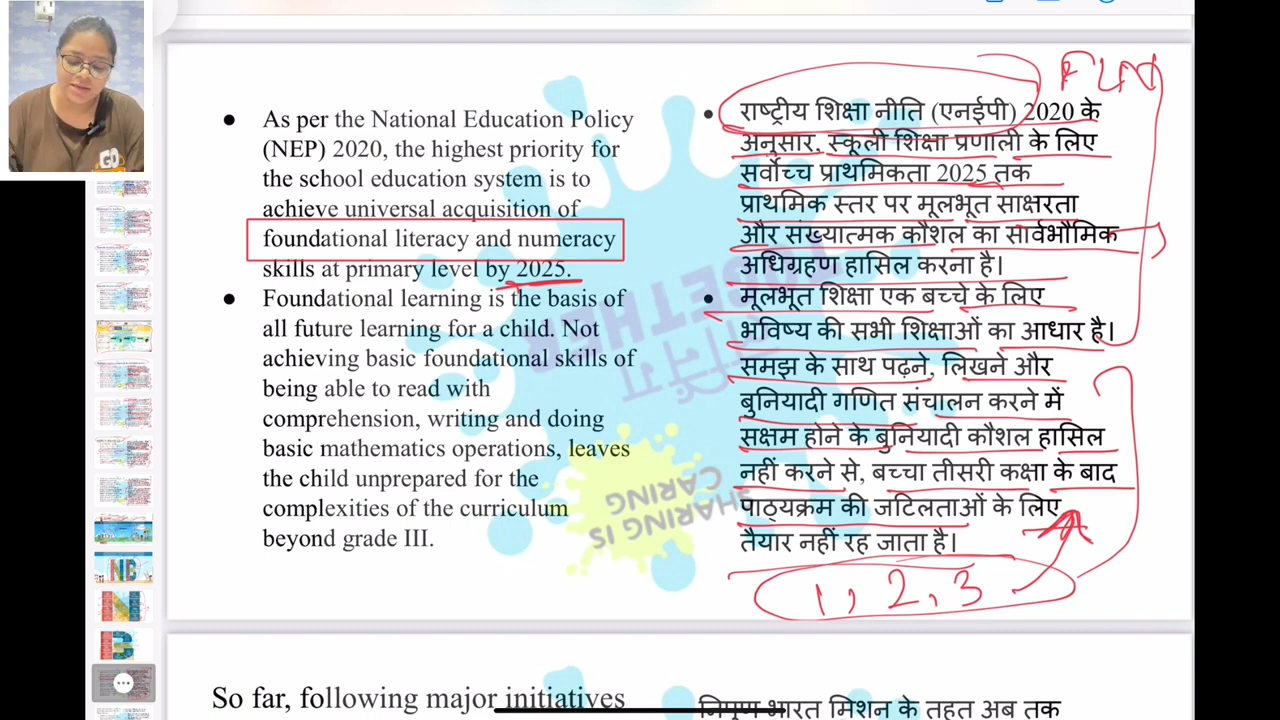 FLN
● As per the National Education Policy
(NEP) 2020, the highest priority for
the school education system is to
achieve universal acquisition of
foundational literacy and numeracy
skills at primary level by 2025.
● Foundational learning is the basis of
all future learning for a child. Not
achieving basic foundational skills of
being able to read with
comprehension, writing and doing
basic mathematics operations, leaves
the child unprepared for the
complexities of the curriculum
beyond grade III.
● राष्ट्रीय शिक्षा नीति (एनईपी) 2020 के
अनुसार, स्कूली शिक्षा प्रणाली के लिए
सर्वोच्च प्राथमिकता 2025 तक
प्राथमिक स्तर पर मूलभूत साक्षरता
और संख्यात्मक कौशल का सार्वभौमिक
अधिग्रहण हासिल करना है।
● मूलभूत शिक्षा एक बच्चे के लिए
भविष्य की सभी शिक्षाओं का आधार है।
समझ के साथ पढ़ने, लिखने और
बुनियादी गणित संचालन करने में
सक्षम होने के बुनियादी कौशल हासिल
नहीं करने से, बच्चा तीसरी कक्षा के बाद
पाठ्यक्रम की जटिलताओं के लिए
तैयार नहीं रह जाता है।
1, 2, 3
SHARING IS
CARING
So far, following major initiatives
निपुण भारत मिशन के तहत अब तक